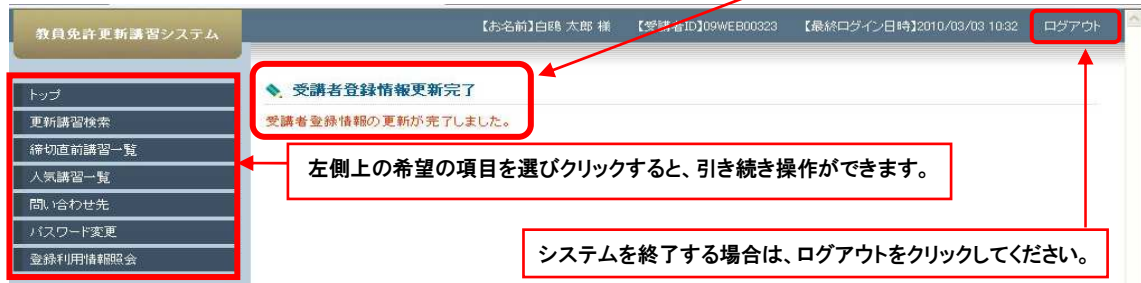 教員免許更新講習システム
【お名前】白鴎 太郎 様 【受講者ID】09WEB00323 【最終ログイン日時】2010/03/03 10:32 ログアウト
受講者登録情報更新完了
受講者登録情報の更新が完了しました。
トップ
更新講習検索
締切直前講習一覧
人気講習一覧
問い合わせ先
パスワード変更
登録利用情報照会
左側上の希望の項目を選びクリックすると、引き続き操作ができます。
システムを終了する場合は、ログアウトをクリックしてください。